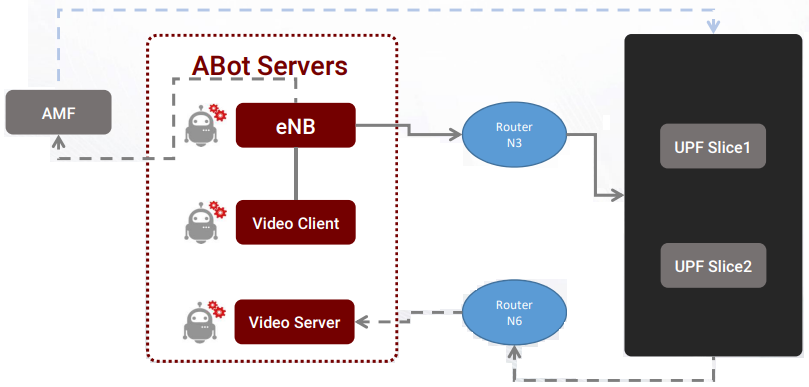 ABot Servers
AMF
eNB
Router
N3
UPF Slice1
Video Client
UPF Slice2
Video Server
Router
N6